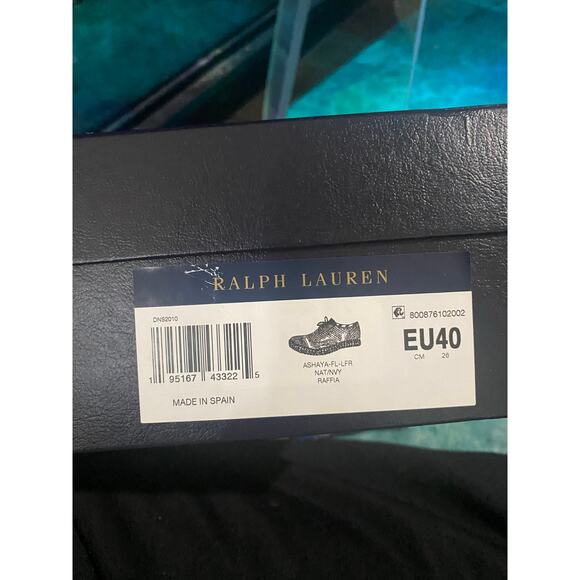 RALPH LAUREN
DNS2010
1 95167 43322 5
MADE IN SPAIN
ASHAYA-FL-LFR
NAT/NVY
RAFFIA
800876102002
EU40
CM 26